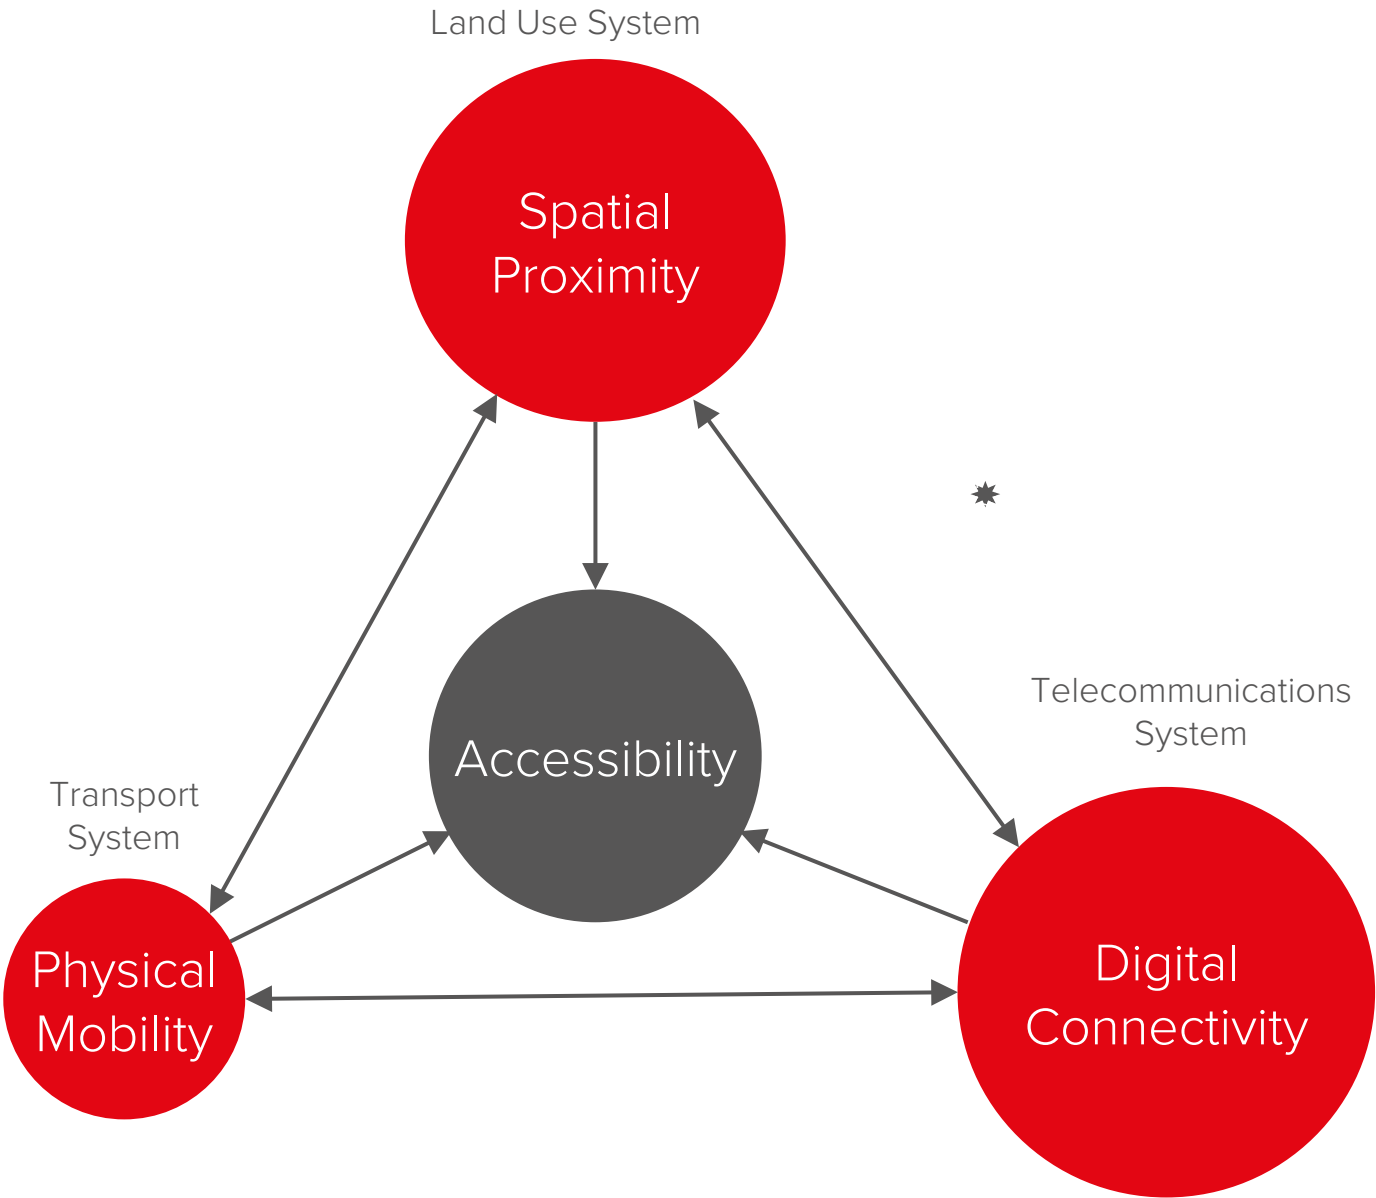 Land Use System
Spatial
Proximity
Telecommunications
System
Accessibility
Transport
System
Physical
Mobility
Digital
Connectivity